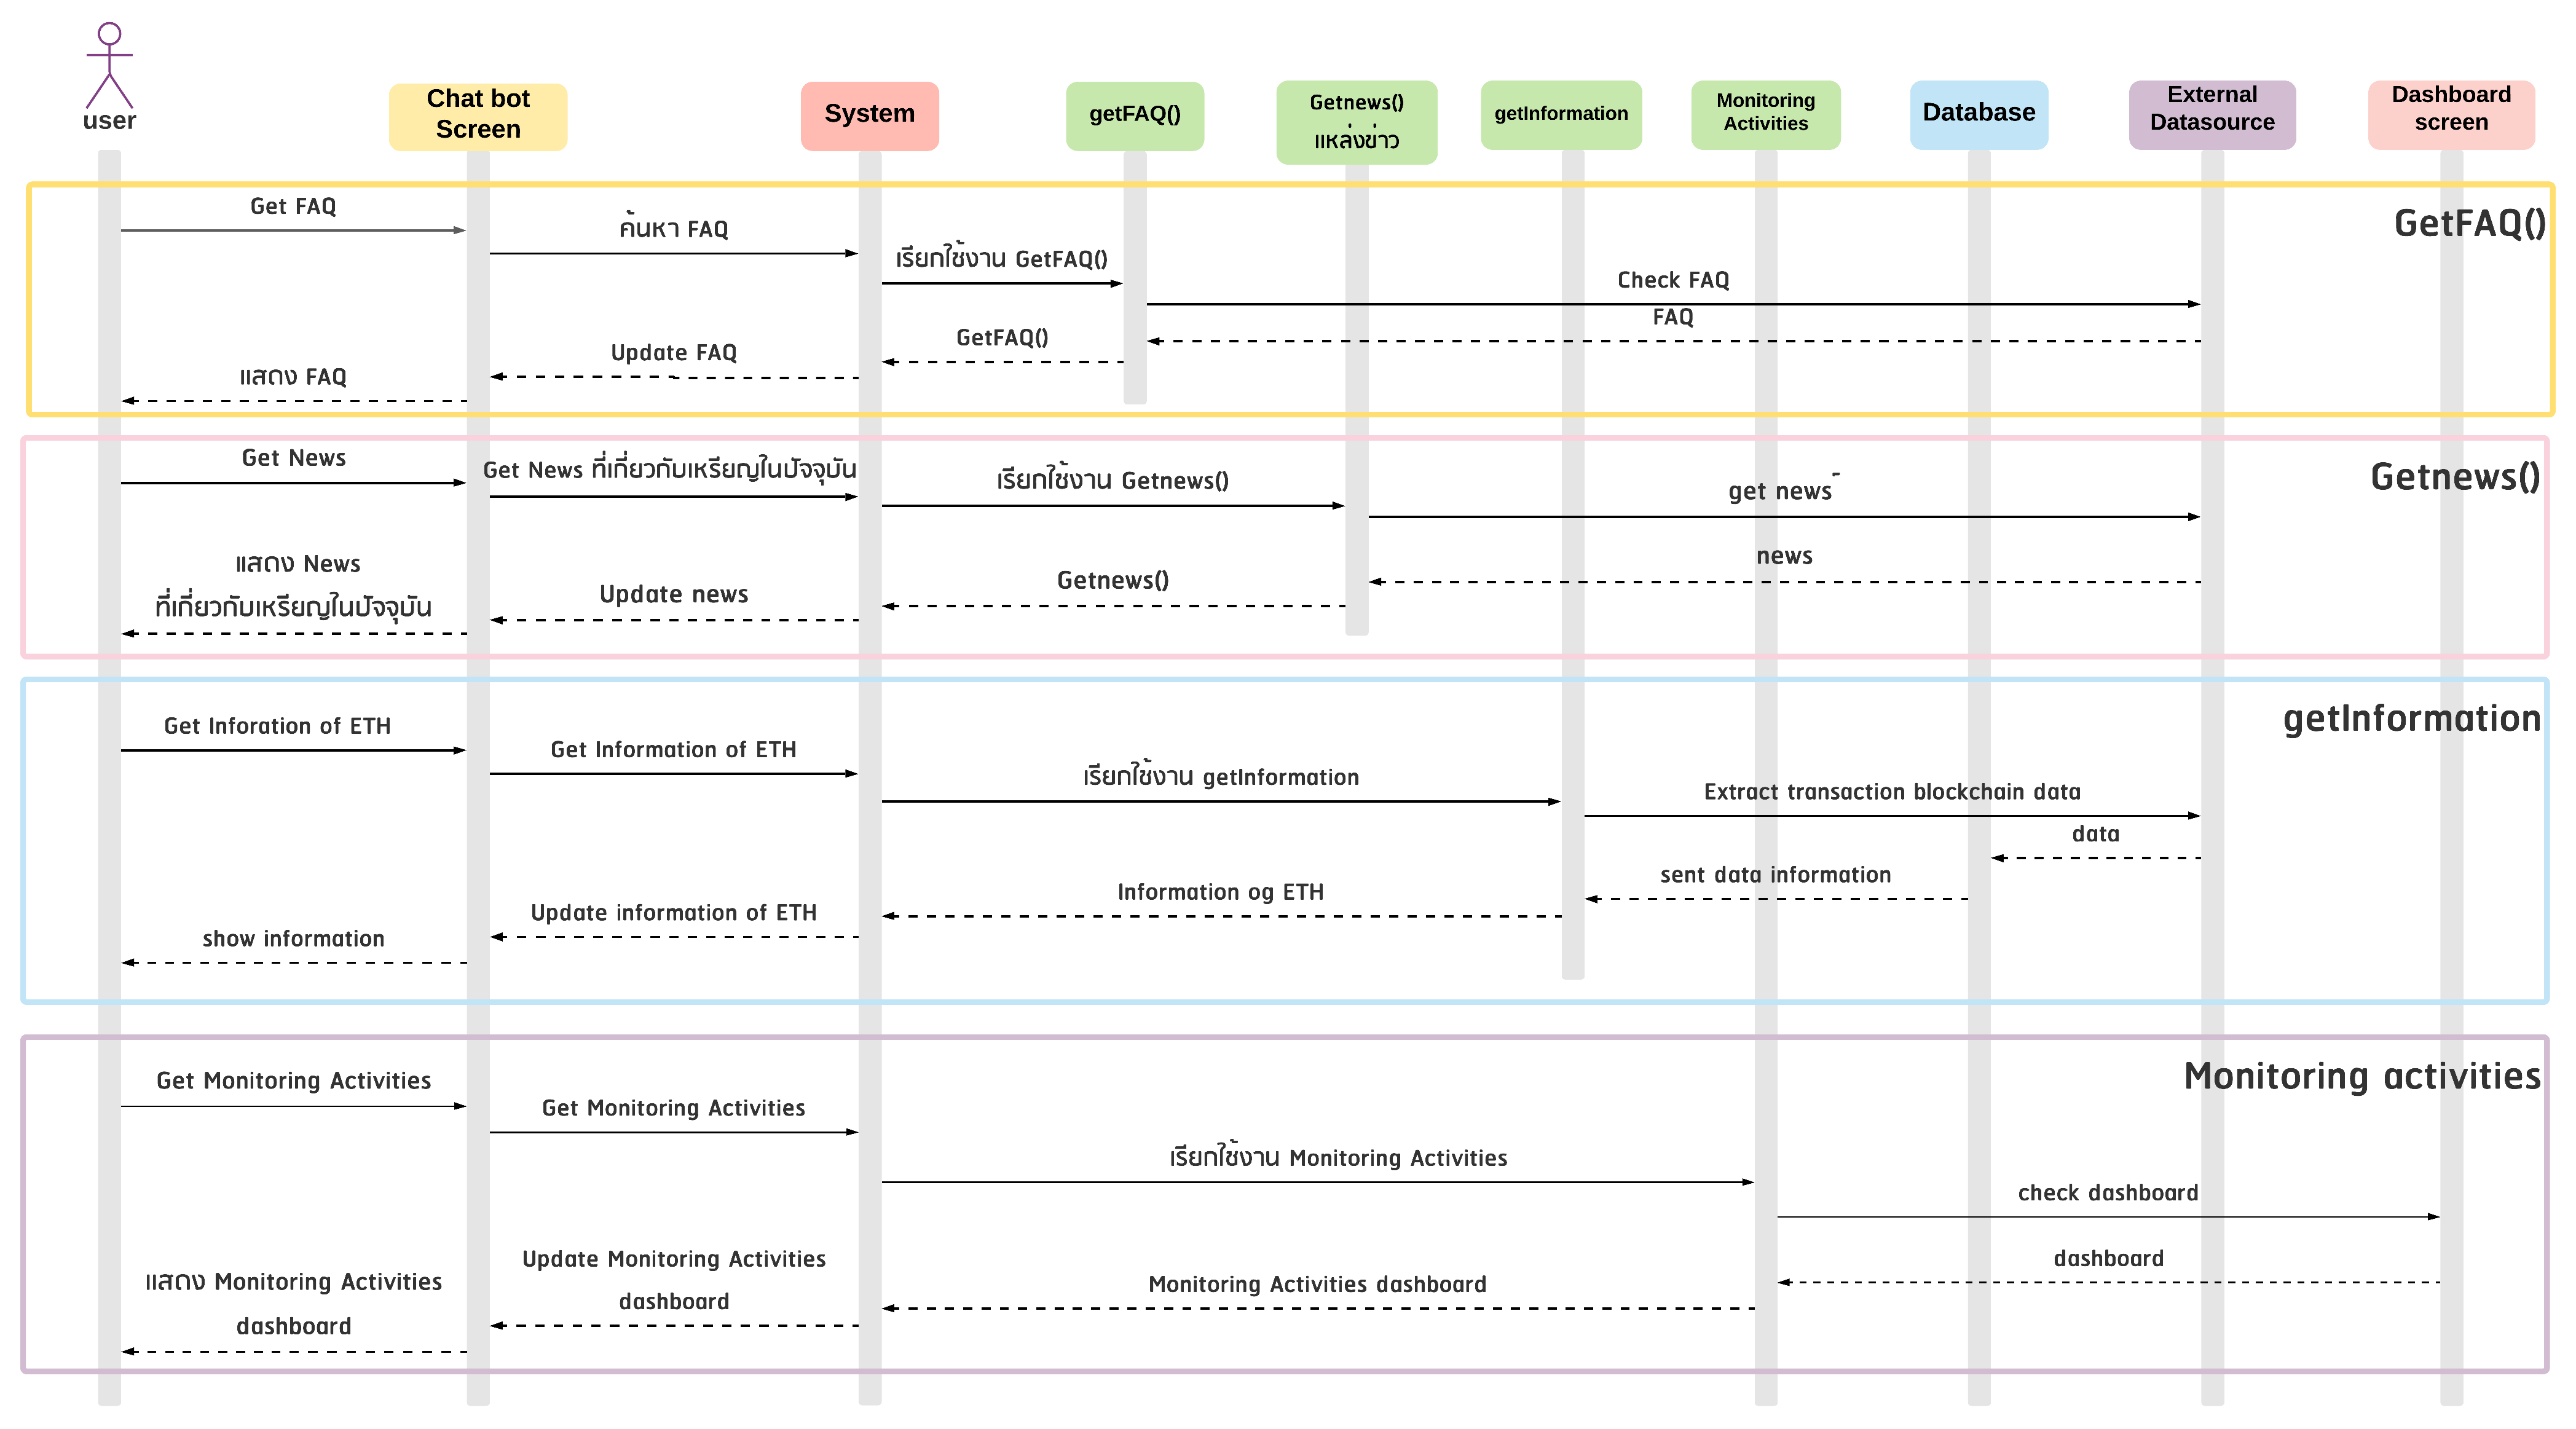 user
Chat bot
Screen
System
getFAQ()
Getnews()
แหล่งข่าว
getInformation
Monitoring
Activities
Database
External
Datasource
Dashboard
screen
GetFAQ()
Get FAQ
ค้นหา FAQ
เรียกใช้งาน GetFAQ()
Check FAQ
FAQ
GetFAQ()
Update FAQ
แสดง FAQ
Getnews()
Get News
Get News ที่เกี่ยวกับเหรียญในปัจจุบัน
เรียกใช้งาน Getnews()
get news์
news
Getnews()
Update news
แสดง News
ที่เกี่ยวกับเหรียญในปัจจุบัน
getInformation
Get Inforation of ETH
Get Information of ETH
เรียกใช้งาน getInformation
Extract transaction blockchain data
data
sent data information
Information og ETH
Update information of ETH
show information
Monitoring activities
Get Monitoring Activities
Get Monitoring Activities
เรียกใช้งาน Monitoring Activities
check dashboard
dashboard
Monitoring Activities dashboard
Update Monitoring Activities
dashboard
แสดง Monitoring Activities
dashboard